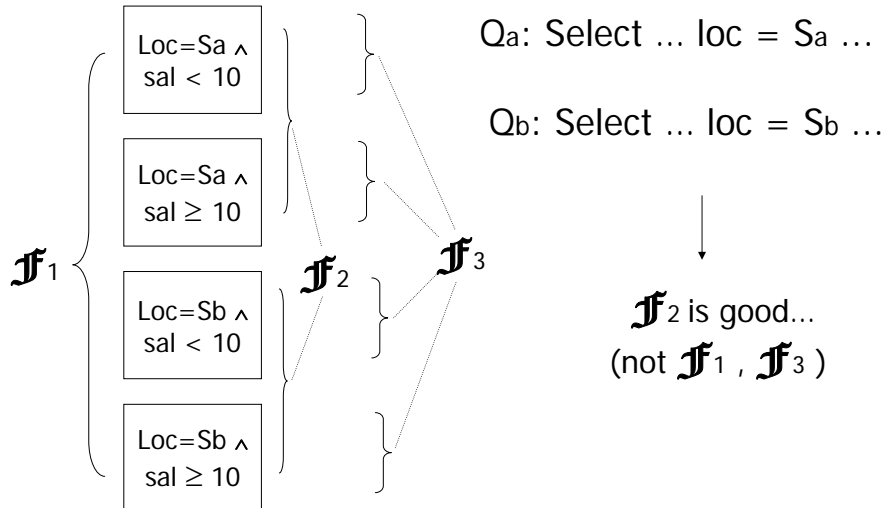 Loc=Sa ∧
sal < 10
Loc=Sa ∧
sal ≥ 10
Loc=Sb ∧
sal < 10
Loc=Sb ∧
sal ≥ 10
𝕱1
𝕱2
𝕱3
Qa: Select ... loc = Sa ...
Qb: Select ... loc = Sb ...
𝕱2 is good...
(not 𝕱1 , 𝕱3 )